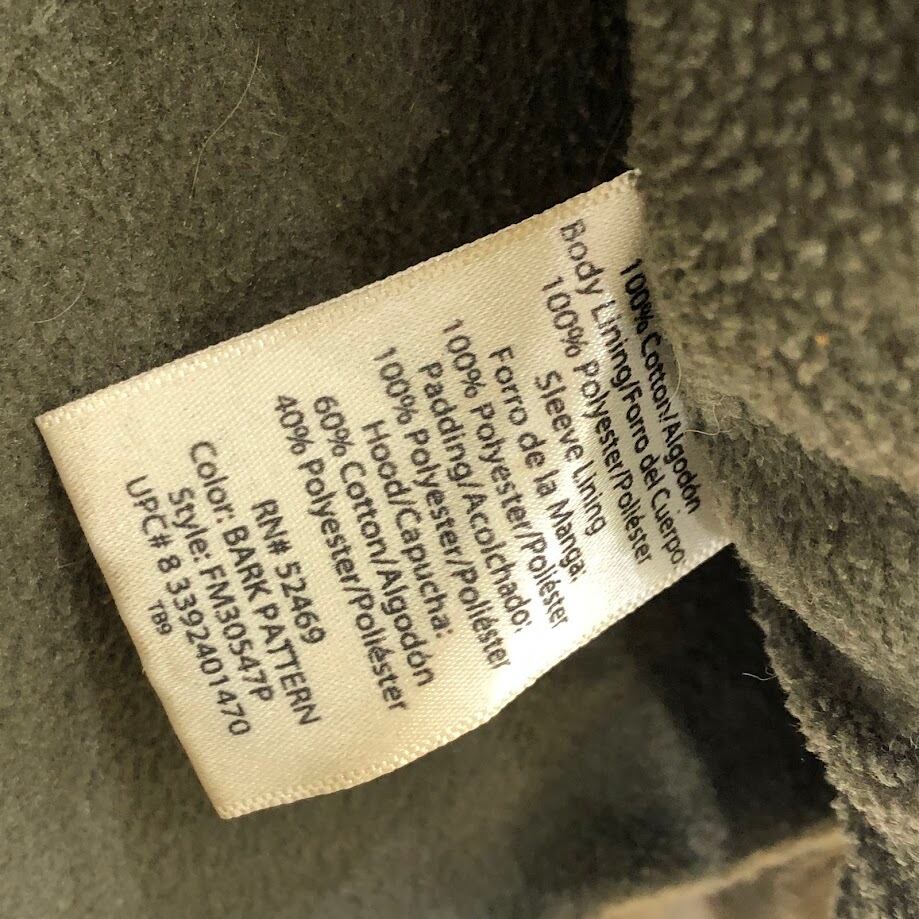 100% Cotton/Algodón
Body Lining/Forro del Cuerpo:
100% Polyester/Poliéster
Sleeve Lining
Forro de la Manga:
100% Polyester/Poliéster
Padding/Acolchado:
100% Polyester/Poliéster
Hood/Capucha:
60% Cotton/Algodón
40% Polyester/Poliéster
RN# 52469
Color: BARK PATTERN
Style: FM30547P
UPC# 8 3392401470
TB9